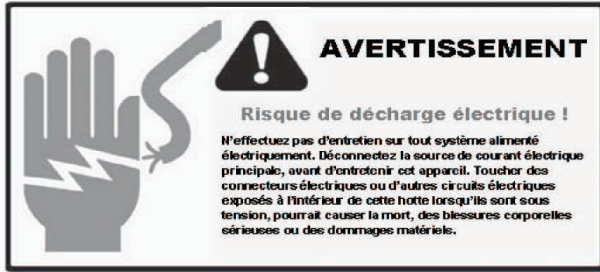 AVERTISSEMENT
Risque de décharge électrique !
N'effectuez pas d'entretien sur tout système alimenté
électriquement. Déconnectez la source de courant électrique
principale, avant d'entretenir cet appareil. Toucher des
connecteurs électriques ou d'autres circuits électriques
exposés à l'intérieur de cette hotte lorsqu'ils sont sous
tension, pourrait causer la mort, des blessures corporelles
sérieuses ou des dommages matériels.